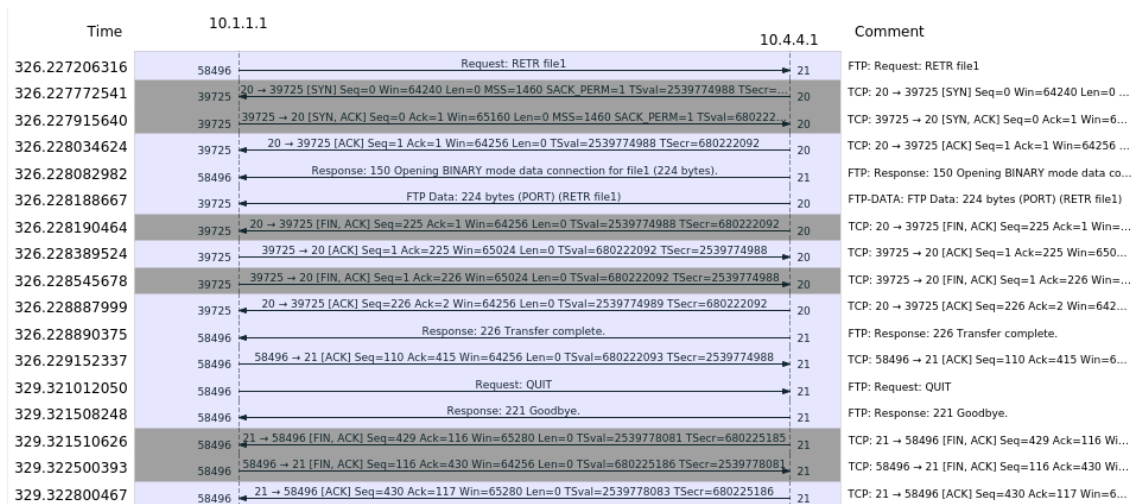 10.1.1.1
Time 10.4.4.1 Comment
326.227206316 58496 Request: RETR file1 21 FTP: Request: RETR file1
326.227772541 39725 20 → 39725 [SYN] Seq=0 Win=64240 Len=0 MSS=1460 SACK_PERM=1 TSval=2539774988 TSecr=... 20 TCP: 20 → 39725 [SYN] Seq=0 Win=64240 Len=0 ...
326.227915640 39725 39725 → 20 [SYN, ACK] Seq=0 Ack=1 Win=65160 Len=0 MSS=1460 SACK_PERM=1 TSval=680222... 20 TCP: 39725 → 20 [SYN, ACK] Seq=0 Ack=1 Win=6...
326.228034624 39725 20 → 39725 [ACK] Seq=1 Ack=1 Win=64256 Len=0 TSval=2539774988 TSecr=680222092 20 TCP: 20 → 39725 [ACK] Seq=1 Ack=1 Win=64256 ...
326.228082982 58496 Response: 150 Opening BINARY mode data connection for file1 (224 bytes). 21 FTP: Response: 150 Opening BINARY mode data co...
326.228188667 39725 FTP Data: 224 bytes (PORT) (RETR file1) 20 FTP-DATA: FTP Data: 224 bytes (PORT) (RETR file1)
326.228190464 39725 20 → 39725 [FIN, ACK] Seq=225 Ack=1 Win=64256 Len=0 TSval=2539774988 TSecr=680222092 20 TCP: 20 → 39725 [FIN, ACK] Seq=225 Ack=1 Win=...
326.228389524 39725 39725 → 20 [ACK] Seq=1 Ack=225 Win=65024 Len=0 TSval=680222092 TSecr=2539774988 20 TCP: 39725 → 20 [ACK] Seq=1 Ack=225 Win=650...
326.228545678 39725 39725 → 20 [FIN, ACK] Seq=1 Ack=226 Win=65024 Len=0 TSval=680222092 TSecr=2539774988 20 TCP: 39725 → 20 [FIN, ACK] Seq=1 Ack=226 Win=...
326.228887999 39725 20 → 39725 [ACK] Seq=226 Ack=2 Win=64256 Len=0 TSval=2539774989 TSecr=680222092 20 TCP: 20 → 39725 [ACK] Seq=226 Ack=2 Win=642...
326.228890375 58496 Response: 226 Transfer complete. 21 FTP: Response: 226 Transfer complete.
326.229152337 58496 58496 → 21 [ACK] Seq=110 Ack=415 Win=64256 Len=0 TSval=680222093 TSecr=2539774988 21 TCP: 58496 → 21 [ACK] Seq=110 Ack=415 Win=6...
329.321012050 58496 Request: QUIT 21 FTP: Request: QUIT
329.321508248 58496 Response: 221 Goodbye. 21 FTP: Response: 221 Goodbye.
329.321510626 58496 21 → 58496 [FIN, ACK] Seq=429 Ack=116 Win=65280 Len=0 TSval=2539778081 TSecr=680225185 21 TCP: 21 → 58496 [FIN, ACK] Seq=429 Ack=116 Wi...
329.322500393 58496 58496 → 21 [FIN, ACK] Seq=116 Ack=430 Win=64256 Len=0 TSval=680225186 TSecr=2539778081 21 TCP: 58496 → 21 [FIN, ACK] Seq=116 Ack=430 Wi...
329.322800467 58496 21 → 58496 [ACK] Seq=430 Ack=117 Win=65280 Len=0 TSval=2539778083 TSecr=680225186 21 TCP: 21 → 58496 [ACK] Seq=430 Ack=117 Win=6...